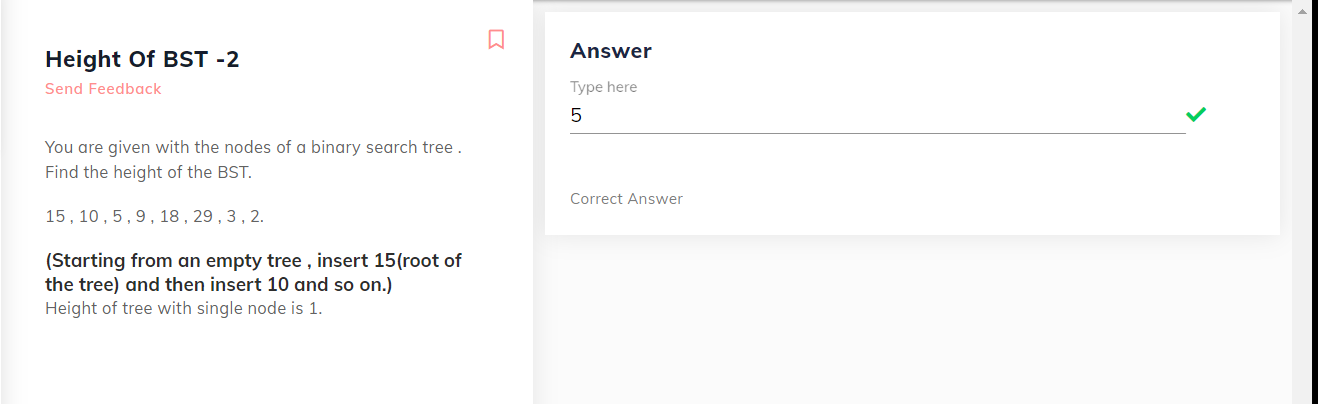 Height Of BST -2
Send Feedback
You are given with the nodes of a binary search tree .
Find the height of the BST.
15 , 10 , 5 , 9 , 18 , 29 , 3 , 2.
(Starting from an empty tree , insert 15(root of
the tree) and then insert 10 and so on.)
Height of tree with single node is 1.
Answer
Type here
5
Correct Answer